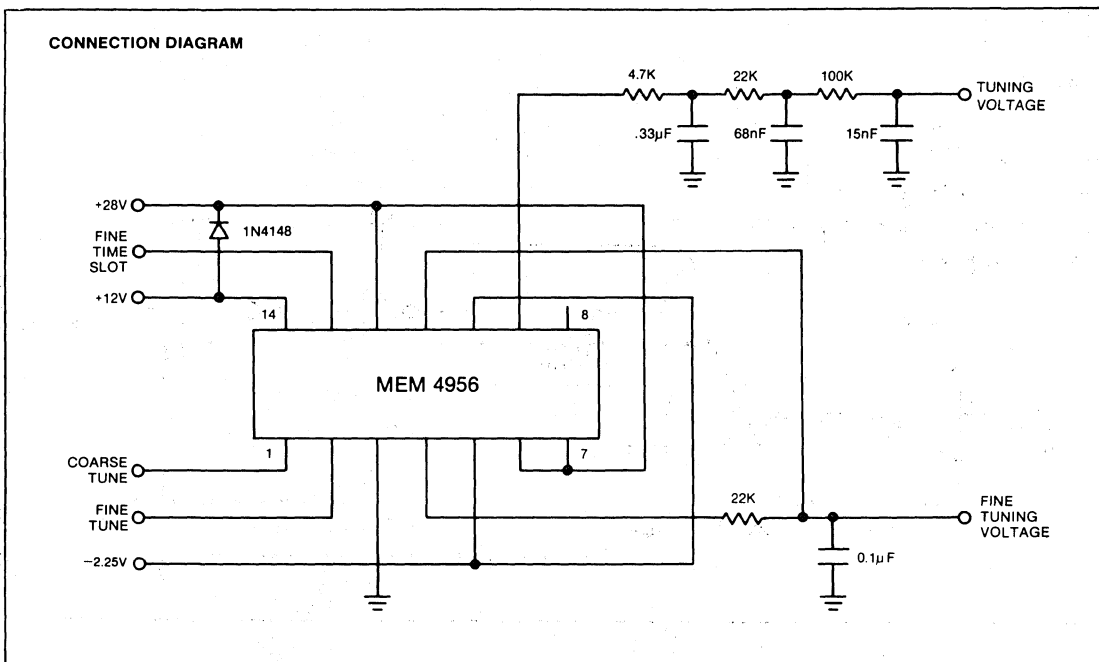 CONNECTION DIAGRAM
4.7K
22K
100K
TUNING
VOLTAGE
.33µF
68nF
15nF
+28V
1N4148
FINE
TIME
SLOT
+12V
14
8
MEM 4956
1
7
COARSE
TUNE
FINE
TUNE
22K
FINE
TUNING
VOLTAGE
0.1µF
−2.25V